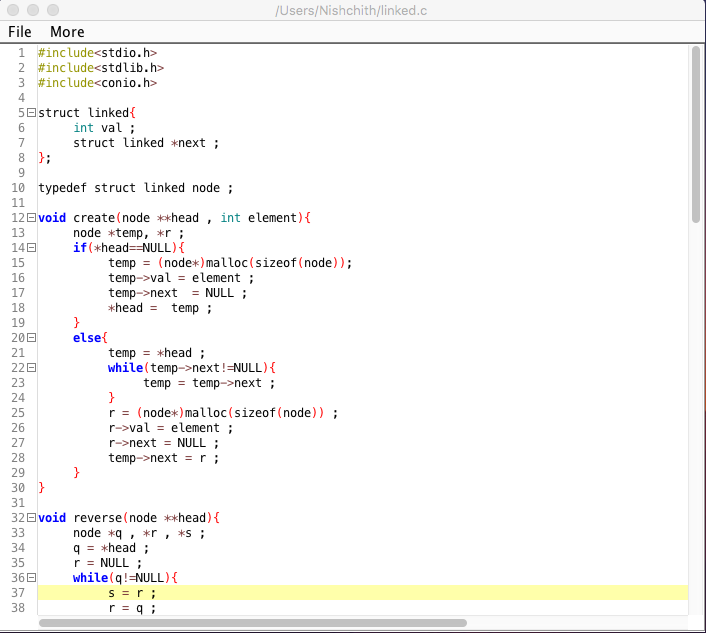 /Users/Nishchith/linked.c
File More
1 #include<stdio.h>
2 #include<stdlib.h>
3 #include<conio.h>
4
5 struct linked{
6 int val ;
7 struct linked *next ;
8 };
9
10 typedef struct linked node ;
11
12 void create(node **head , int element){
13 node *temp, *r ;
14 if(*head==NULL){
15 temp = (node*)malloc(sizeof(node));
16 temp->val = element ;
17 temp->next  = NULL ;
18 *head =  temp ;
19 }
20 else{
21 temp = *head ;
22 while(temp->next!=NULL){
23 temp = temp->next ;
24 }
25 r = (node*)malloc(sizeof(node)) ;
26 r->val = element ;
27 r->next = NULL ;
28 temp->next = r ;
29 }
30 }
31
32 void reverse(node **head){
33 node *q , *r , *s ;
34 q = *head ;
35 r = NULL ;
36 while(q!=NULL){
37 s = r ;
38 r = q ;